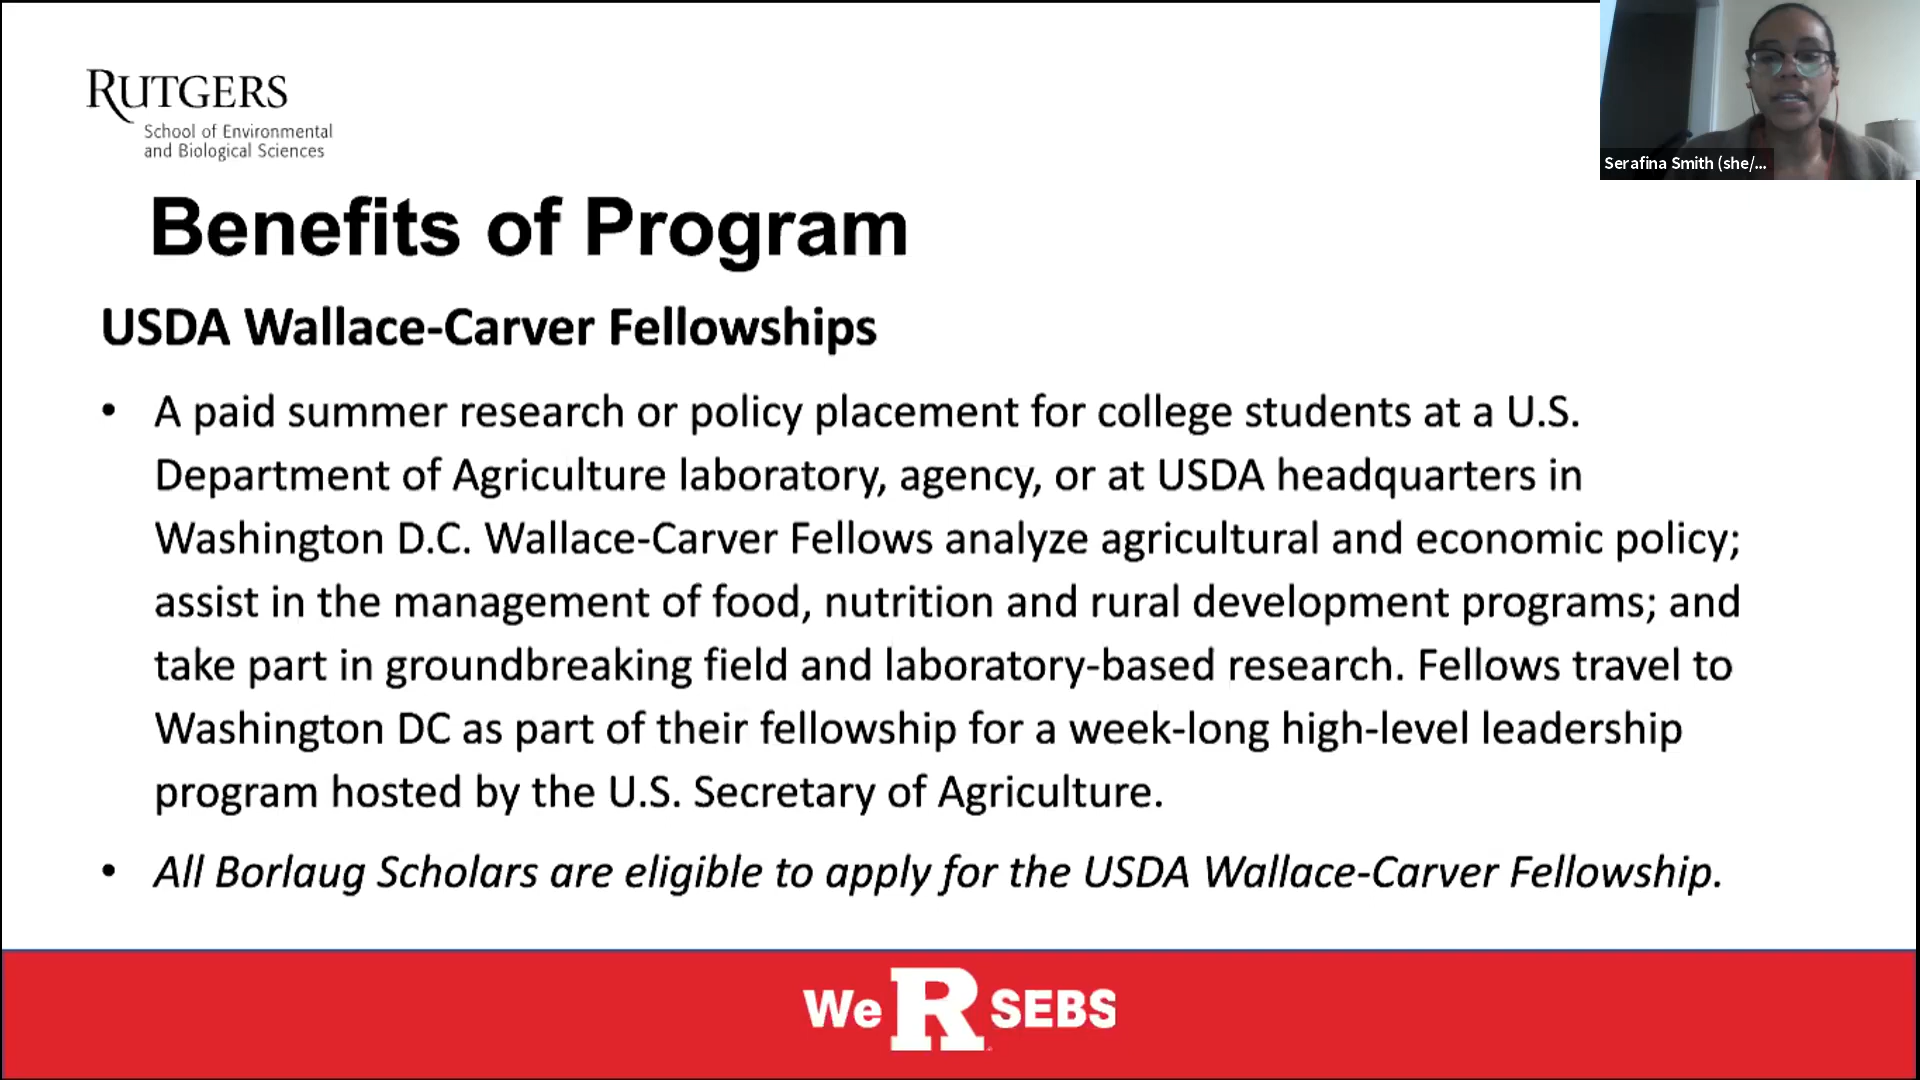 RUTGERS
School of Environmental
and Biological Sciences
Serafina Smith (she/...
Benefits of Program
USDA Wallace-Carver Fellowships
• A paid summer research or policy placement for college students at a U.S.
Department of Agriculture laboratory, agency, or at USDA headquarters in
Washington D.C. Wallace-Carver Fellows analyze agricultural and economic policy;
assist in the management of food, nutrition and rural development programs; and
take part in groundbreaking field and laboratory-based research. Fellows travel to
Washington DC as part of their fellowship for a week-long high-level leadership
program hosted by the U.S. Secretary of Agriculture.
• All Borlaug Scholars are eligible to apply for the USDA Wallace-Carver Fellowship.
We R SEBS